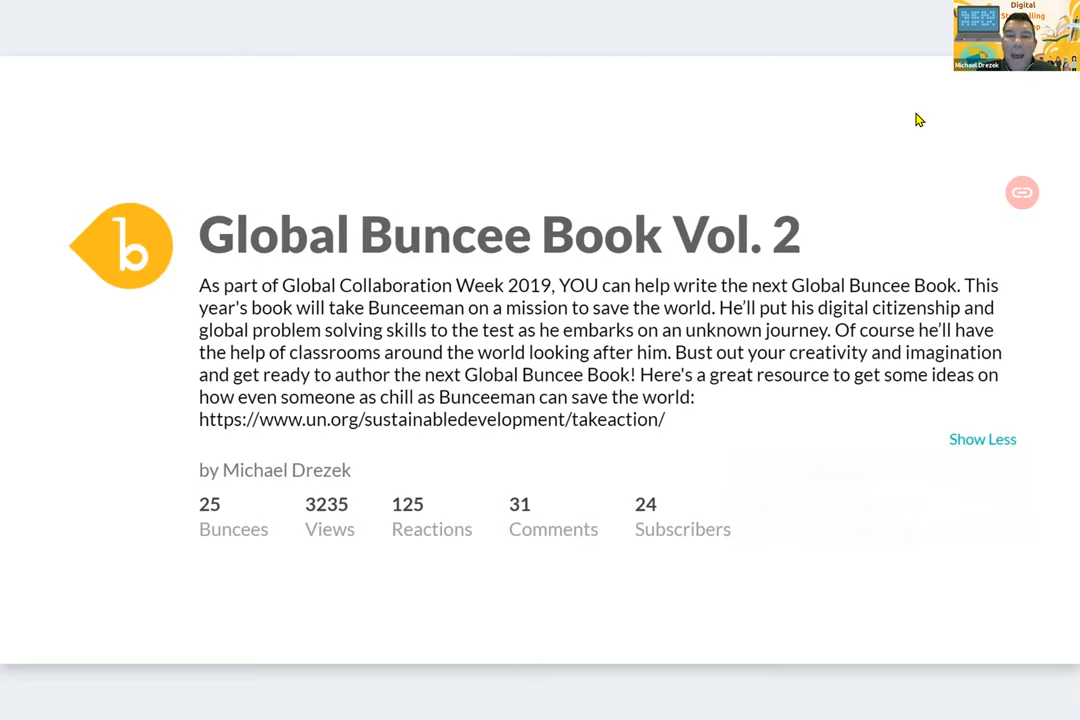 Digital
Michael Drezek
b
Global Buncee Book Vol. 2
As part of Global Collaboration Week 2019, YOU can help write the next Global Buncee Book. This
year's book will take Bunceeman on a mission to save the world. He'll put his digital citizenship and
global problem solving skills to the test as he embarks on an unknown journey. Of course he'll have
the help of classrooms around the world looking after him. Bust out your creativity and imagination
and get ready to author the next Global Buncee Book! Here's a great resource to get some ideas on
how even someone as chill as Bunceeman can save the world:
https://www.un.org/sustainabledevelopment/takeaction/
Show Less
by Michael Drezek
25 3235 125 31 24
Buncees Views Reactions Comments Subscribers